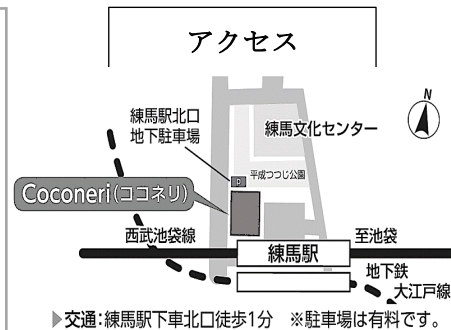 アクセス
N
練馬駅北口
地下駐車場
練馬文化センター
P
平成つつじ公園
Coconeri(ココネリ)
西武池袋線
至池袋
練馬駅
地下鉄
大江戸線
▶交通:練馬駅下車北口徒歩1分 ※駐車場は有料です。